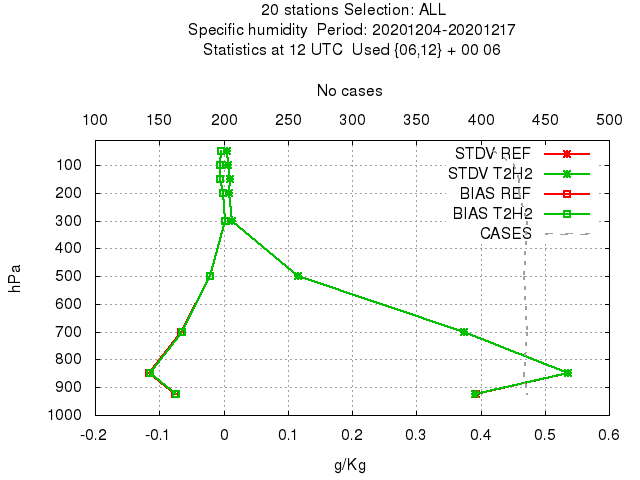 20 stations Selection: ALL
Specific humidity  Period: 20201204-20201217
Statistics at 12 UTC  Used {06,12} + 00 06
No cases
100 150 200 250 300 350 400 450 500
STDV REF
STDV T2H2
BIAS REF
BIAS T2H2
CASES
hPa
100
200
300
400
500
600
700
800
900
1000
-0.2 -0.1 0 0.1 0.2 0.3 0.4 0.5 0.6
g/Kg